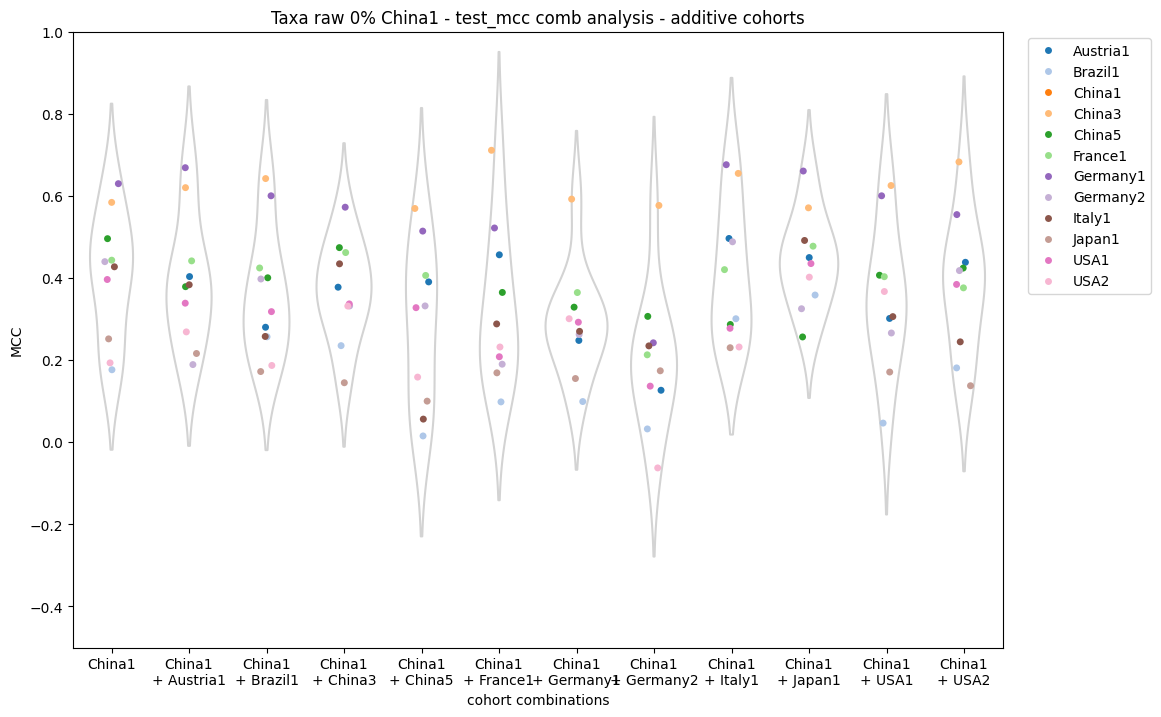 Taxa raw 0% China1 - test_mcc comb analysis - additive cohorts
MCC
1.0
0.8
0.6
0.4
0.2
0.0
−0.2
−0.4
China1
China1
+ Austria1
China1
+ Brazil1
China1
+ China3
China1
+ China5
China1
+ France1
China1
+ Germany1
China1
+ Germany2
China1
+ Italy1
China1
+ Japan1
China1
+ USA1
China1
+ USA2
cohort combinations
Austria1
Brazil1
China1
China3
China5
France1
Germany1
Germany2
Italy1
Japan1
USA1
USA2